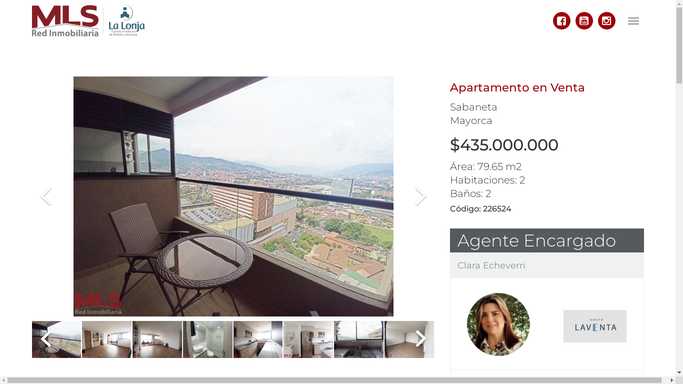 MLS
Red Inmobiliaria
La Lonja
Apartamento en Venta
Sabaneta
Mayorca
$435.000.000
Área: 79.65 m2
Habitaciones: 2
Baños: 2
Código: 226524
MLS
Red Inmobiliaria
Agente Encargado
Clara Echeverri
LAVENTA